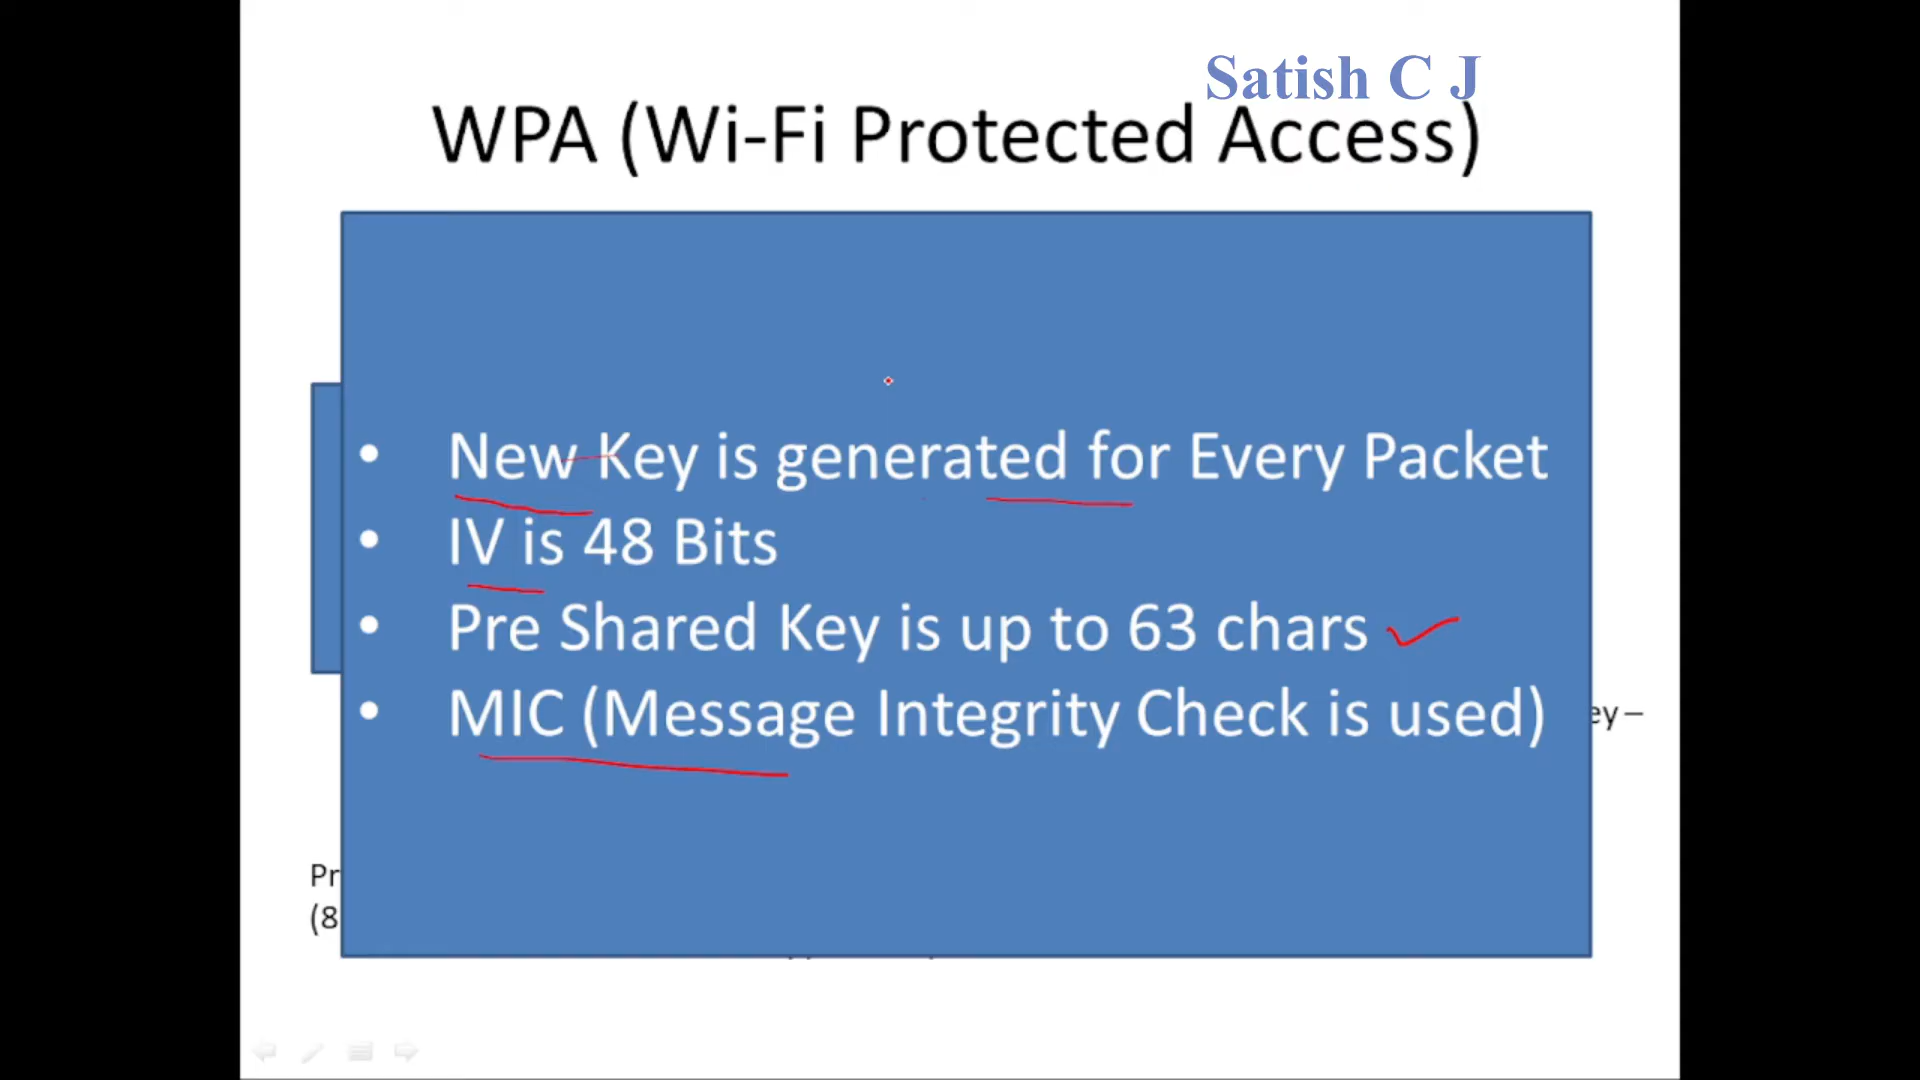 Satish C J
WPA (Wi-Fi Protected Access)
• New Key is generated for Every Packet
• IV is 48 Bits
• Pre Shared Key is up to 63 chars
• MIC (Message Integrity Check is used)
ey –
Pr
(8